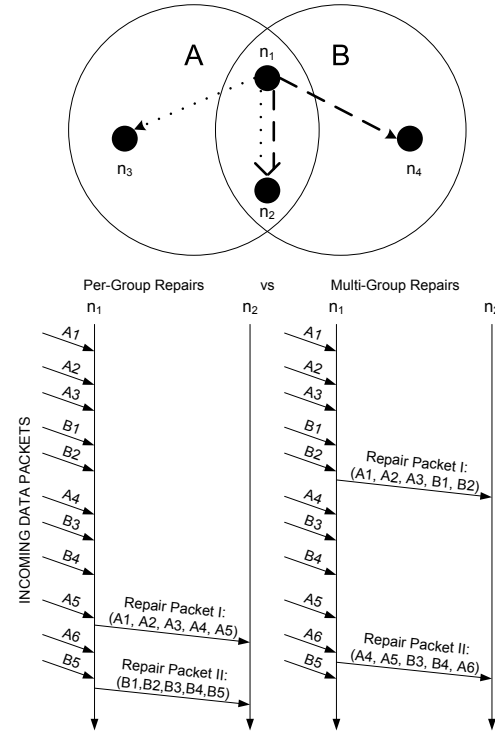 A
B
n1
n3
n2
n4
Per-Group Repairs vs Multi-Group Repairs
n1
n2
n1
n2
INCOMING DATA PACKETS
A1
A2
A3
B1
B2
A4
B3
B4
A5
A6
B5
Repair Packet I:
(A1, A2, A3, A4, A5)
Repair Packet II:
(B1,B2,B3,B4,B5)
A1
A2
A3
B1
B2
A4
B3
B4
A5
A6
B5
Repair Packet I:
(A1, A2, A3, B1, B2)
Repair Packet II:
(A4, A5, B3, B4, A6)